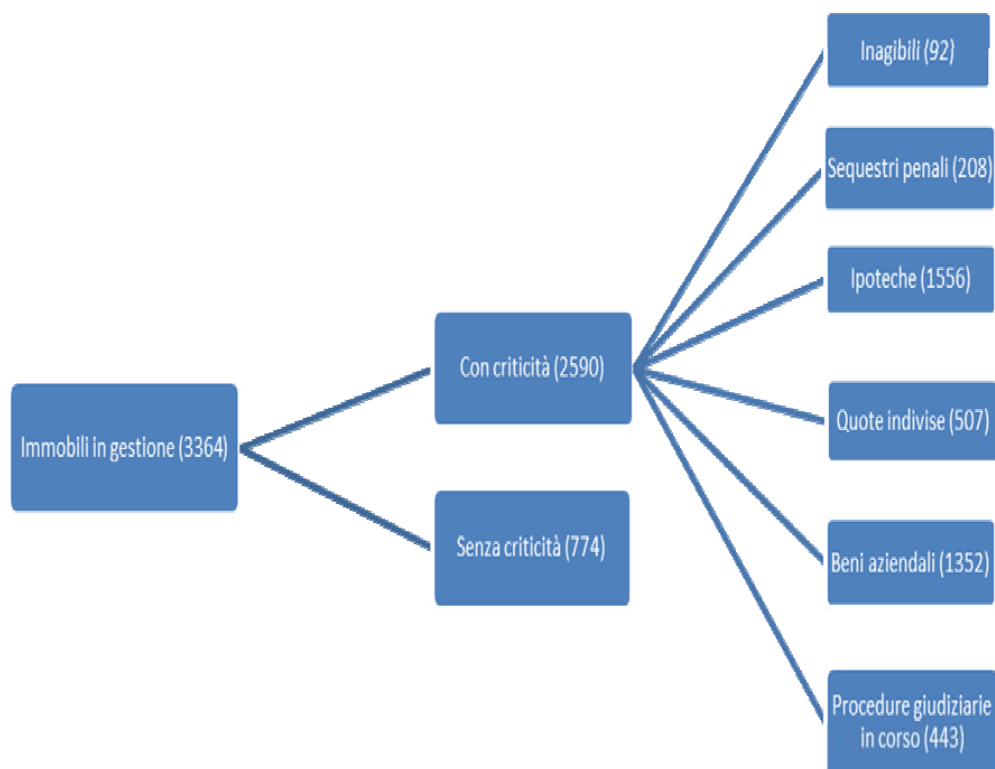 Immobili in gestione (3364)
Con criticità (2590)
Senza criticità (774)
Inagibili (92)
Sequestri penali (208)
Ipoteche (1556)
Quote indivise (507)
Beni aziendali (1352)
Procedure giudiziarie
in corso (443)